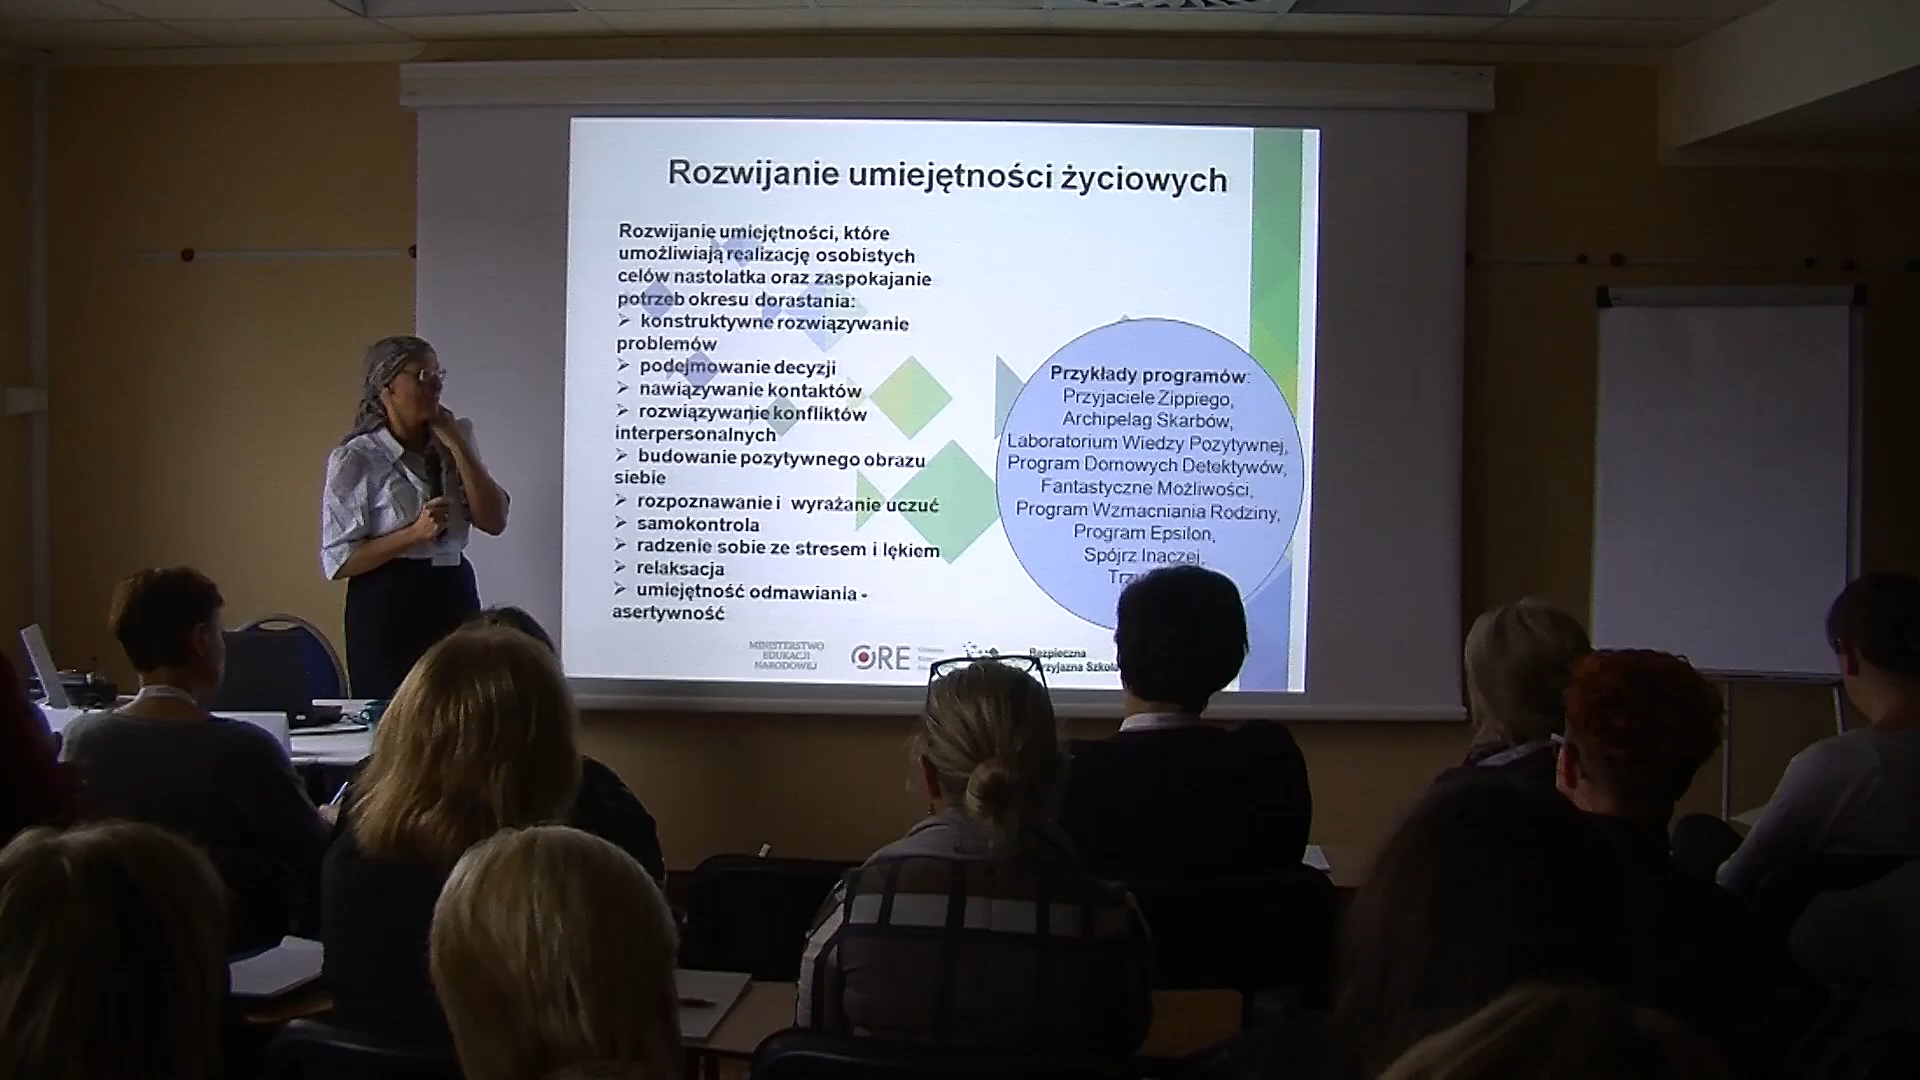 Rozwijanie umiejętności życiowych
Rozwijanie umiejętności, które
umożliwiają realizację osobistych
celów nastolatka oraz zaspokajanie
potrzeb okresu dorastania:
➢ konstruktywne rozwiązywanie
problemów
➢ podejmowanie decyzji
➢ nawiązywanie kontaktów
➢ rozwiązywanie konfliktów
interpersonalnych
➢ budowanie pozytywnego obrazu
siebie
➢ rozpoznawanie i wyrażanie uczuć
➢ samokontrola
➢ radzenie sobie ze stresem i lękiem
➢ relaksacja
➢ umiejętność odmawiania -
asertywność
Przykłady programów:
Przyjaciele Zippiego,
Archipelag Skarbów,
Laboratorium Wiedzy Pozytywnej,
Program Domowych Detektywów,
Fantastyczne Możliwości,
Program Wzmacniania Rodziny,
Program Epsilon,
Spójrz Inaczej,
MINISTERSTWO
EDUKACJI
NARODOWEJ
ORE
Bezpieczna
Szkoła